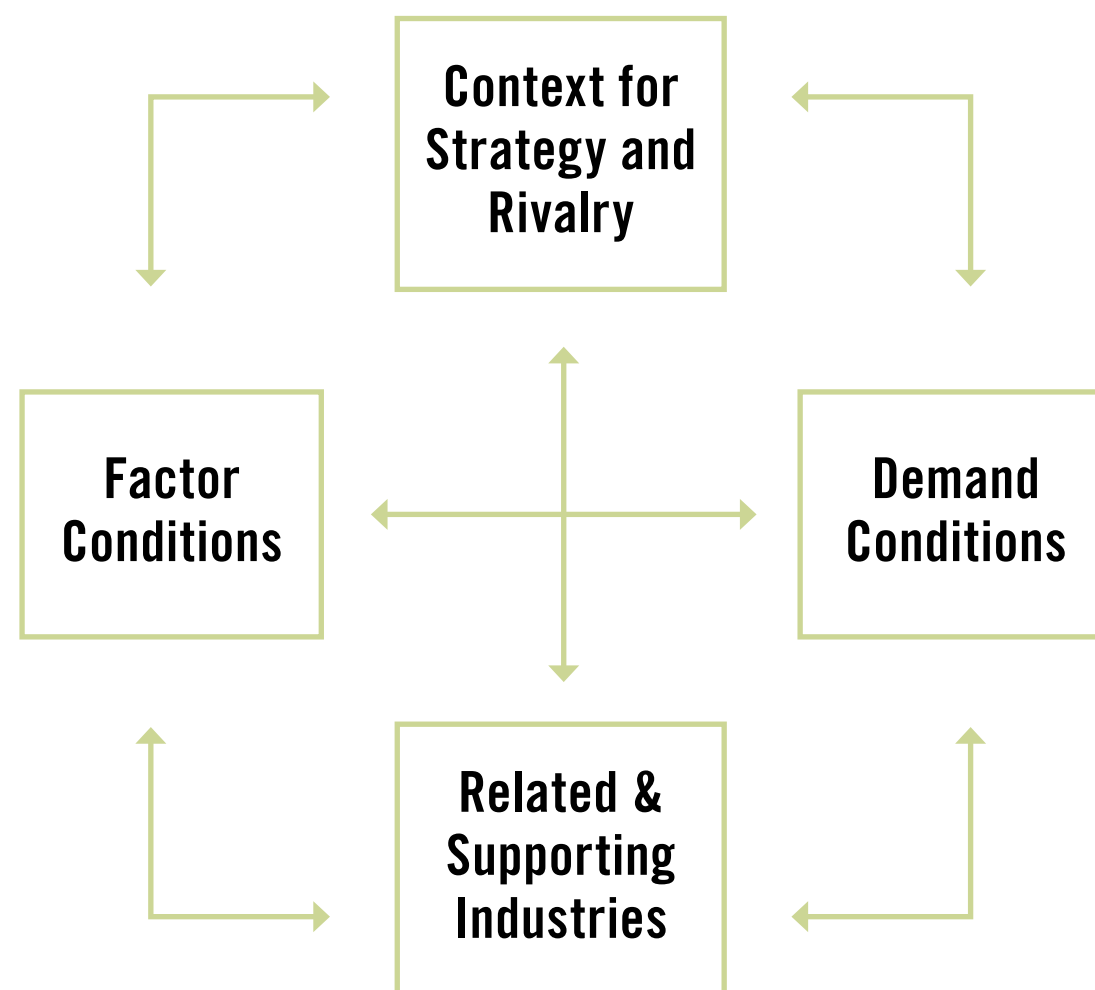 Context for
Strategy and
Rivalry
Factor
Conditions
Demand
Conditions
Related &
Supporting
Industries